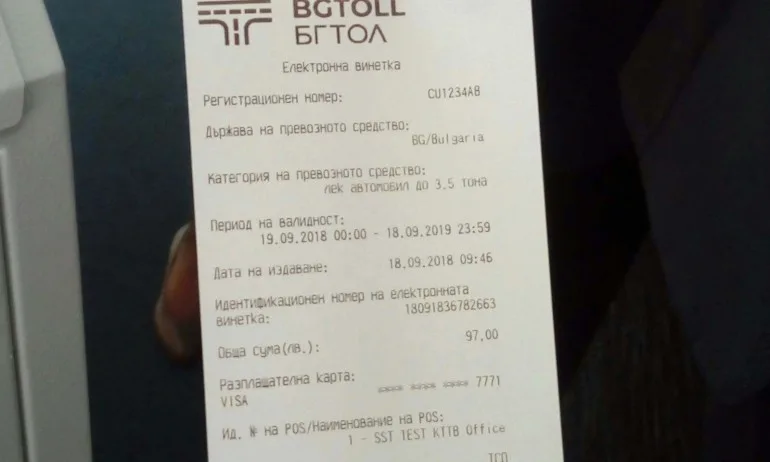 BGTOLL
БГТОЛ
Електронна винетка
Регистрационен номер: CU1234AB
Държава на превозното средство:
BG/Bulgaria
Категория на превозното средство:
лек автомобил до 3.5 тона
Период на валидност:
19.09.2018 00:00 - 18.09.2019 23:59
Дата на издаване: 18.09.2018 09:46
Идентификационен номер на електронната
винетка: 18091836782663
Обща сума(лв.): 97.00
Разплащателна карта:
VISA **** **** **** 7771
Ид. № на POS/Наименование на POS:
1 - SST TEST KTTB Office